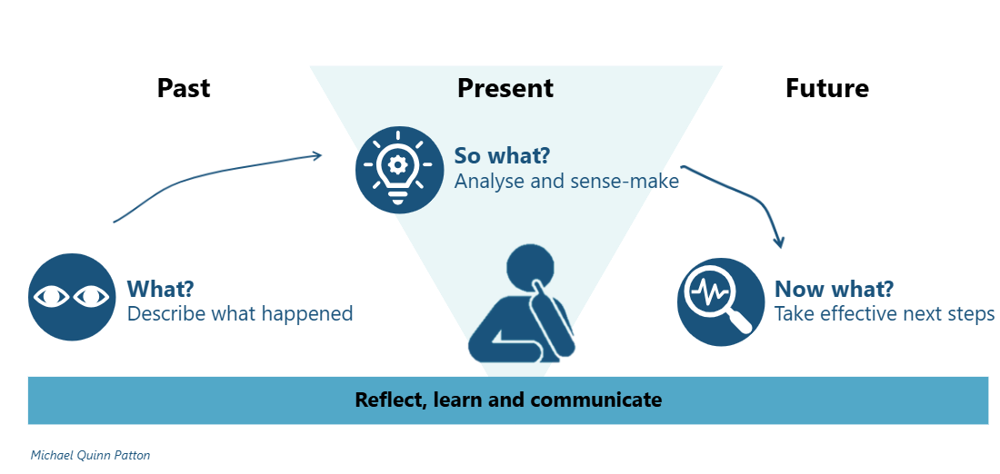 Past
Present
Future
So what?
Analyse and sense-make
What?
Describe what happened
Now what?
Take effective next steps
Reflect, learn and communicate
Michael Quinn Patton